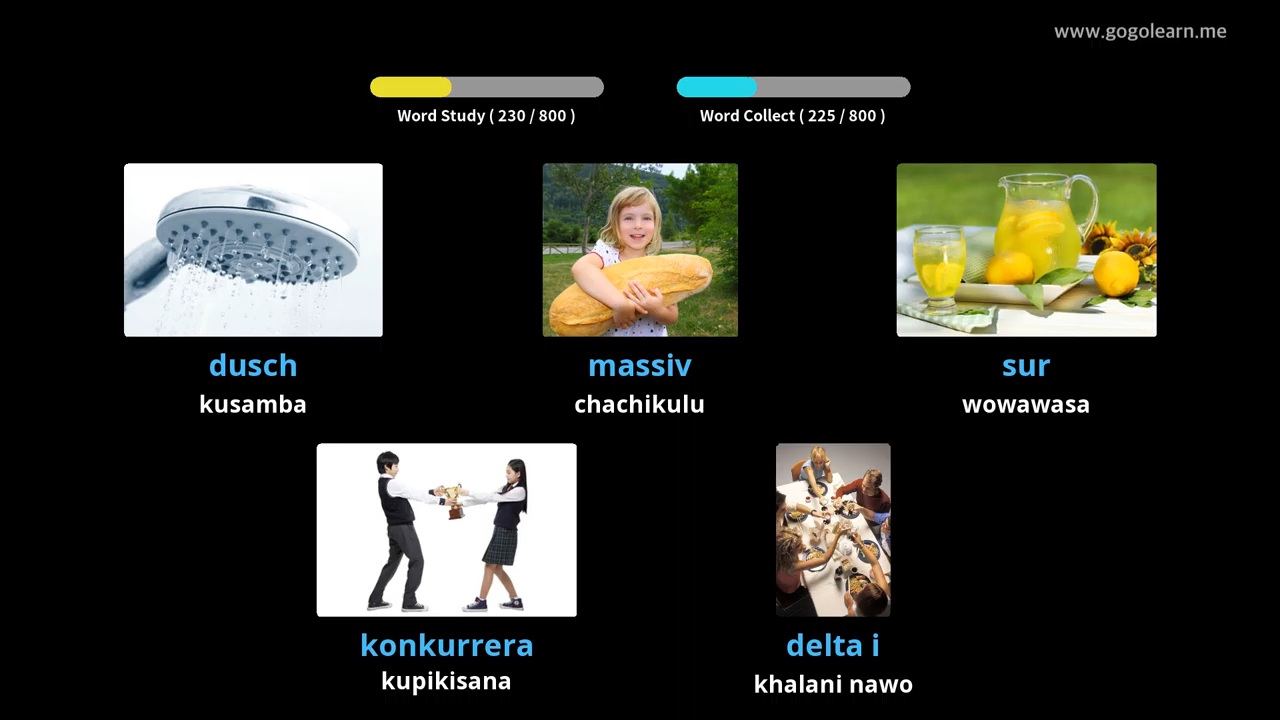 www.gogolearn.me
Word Study ( 230 / 800 )
Word Collect ( 225 / 800 )
dusch
kusamba
massiv
chachikulu
sur
wowawasa
konkurrera
kupikisana
delta i
khalani nawo